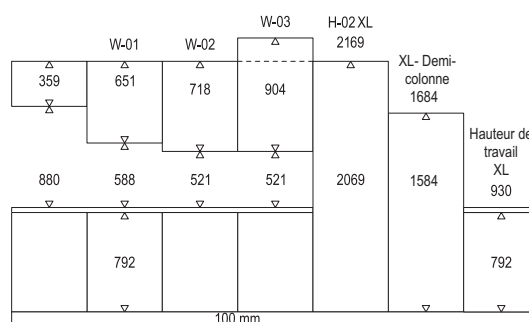 W-03
H-02 XL
2169
W-01
W-02
XL- Demi-
colonne
1684
359
651
718
904
Hauteur de
travail
XL
930
880
588
521
521
2069
1584
792
792
100 mm